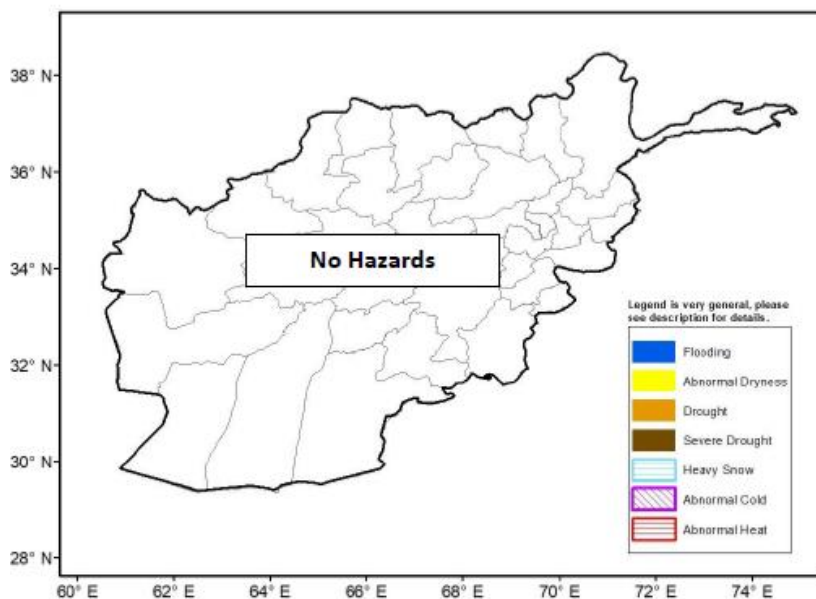 38° N
36° N
34° N
32° N
30° N
28° N
No Hazards
Legend is very general, please
see description for details.
Flooding
Abnormal Dryness
Drought
Severe Drought
Heavy Snow
Abnormal Cold
Abnormal Heat
60° E
62° E
64° E
66° E
68° E
70° E
72° E
74° E